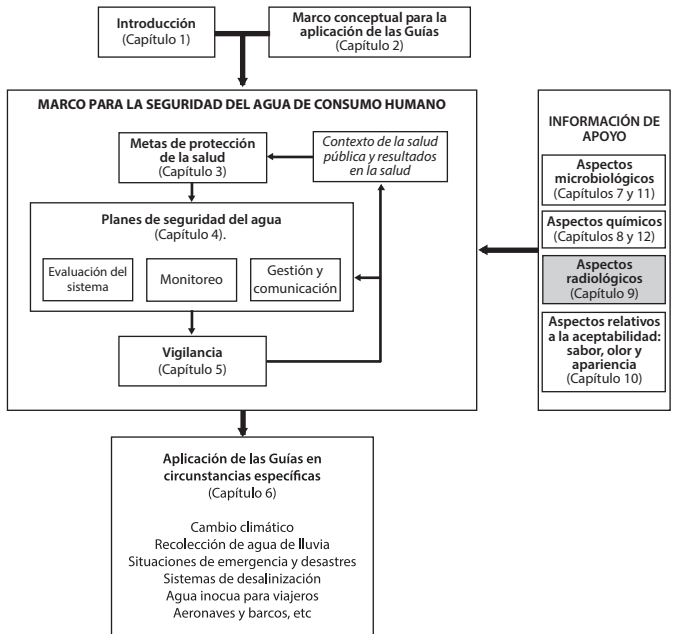 Introducción
(Capítulo 1)
Marco conceptual para la
aplicación de las Guías
(Capítulo 2)
MARCO PARA LA SEGURIDAD DEL AGUA DE CONSUMO HUMANO
Metas de protección
de la salud
(Capítulo 3)
Contexto de la salud
pública y resultados
en la salud
Planes de seguridad del agua
(Capítulo 4).
Evaluación del
sistema
Monitoreo
Gestión y
comunicación
Vigilancia
(Capítulo 5)
INFORMACIÓN DE
APOYO
Aspectos
microbiológicos
(Capítulos 7 y 11)
Aspectos químicos
(Capítulos 8 y 12)
Aspectos
radiológicos
(Capítulo 9)
Aspectos relativos
a la aceptabilidad:
sabor, olor y
apariencia
(Capítulo 10)
Aplicación de las Guías en
circunstancias específicas
(Capítulo 6)
Cambio climático
Recolección de agua de lluvia
Situaciones de emergencia y desastres
Sistemas de desalinización
Agua inocua para viajeros
Aeronaves y barcos, etc